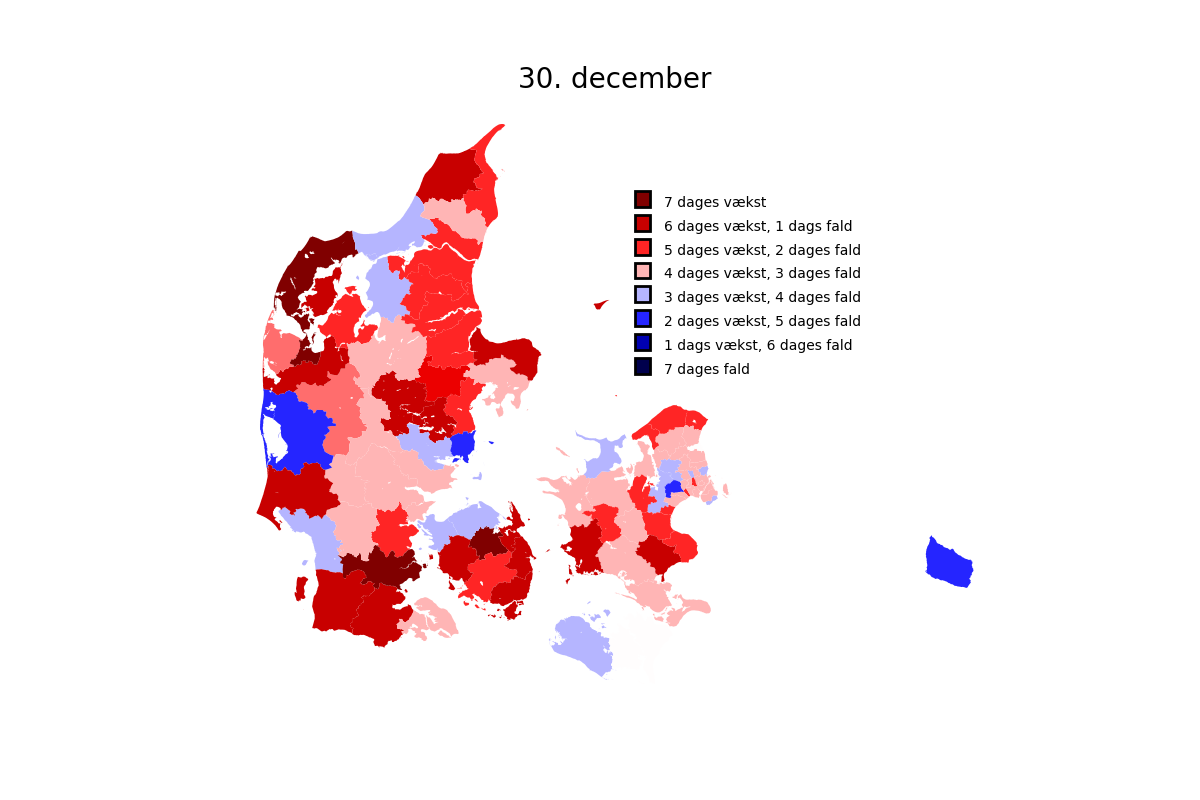 30. december
7 dages vækst
6 dages vækst, 1 dags fald
5 dages vækst, 2 dages fald
4 dages vækst, 3 dages fald
3 dages vækst, 4 dages fald
2 dages vækst, 5 dages fald
1 dags vækst, 6 dages fald
7 dages fald